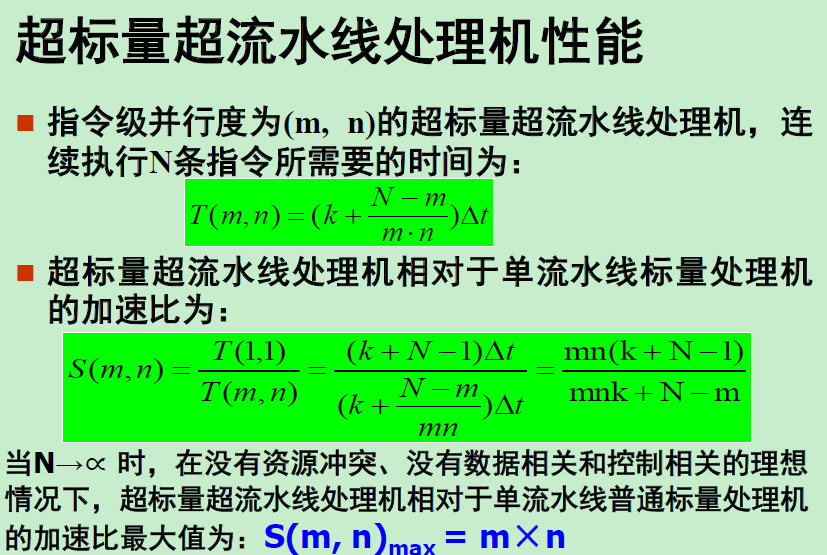 超标量超流水线处理机性能
■ 指令级并行度为(m, n)的超标量超流水线处理机，连
续执行N条指令所需要的时间为：
T(m,n) = (k + \frac{N - m}{m \cdot n})Δt
■ 超标量超流水线处理机相对于单流水线标量处理机
的加速比为：
S(m,n) = \frac{T(1,1)}{T(m,n)} = \frac{(k + N - 1)Δt}{(k + \frac{N - m}{mn})Δt} = \frac{mn(k + N - 1)}{mnk + N - m}
当N→∝ 时，在没有资源冲突、没有数据相关和控制相关的理想
情况下，超标量超流水线处理机相对于单流水线普通标量处理机
的加速比最大值为：S(m, n)max = m×n